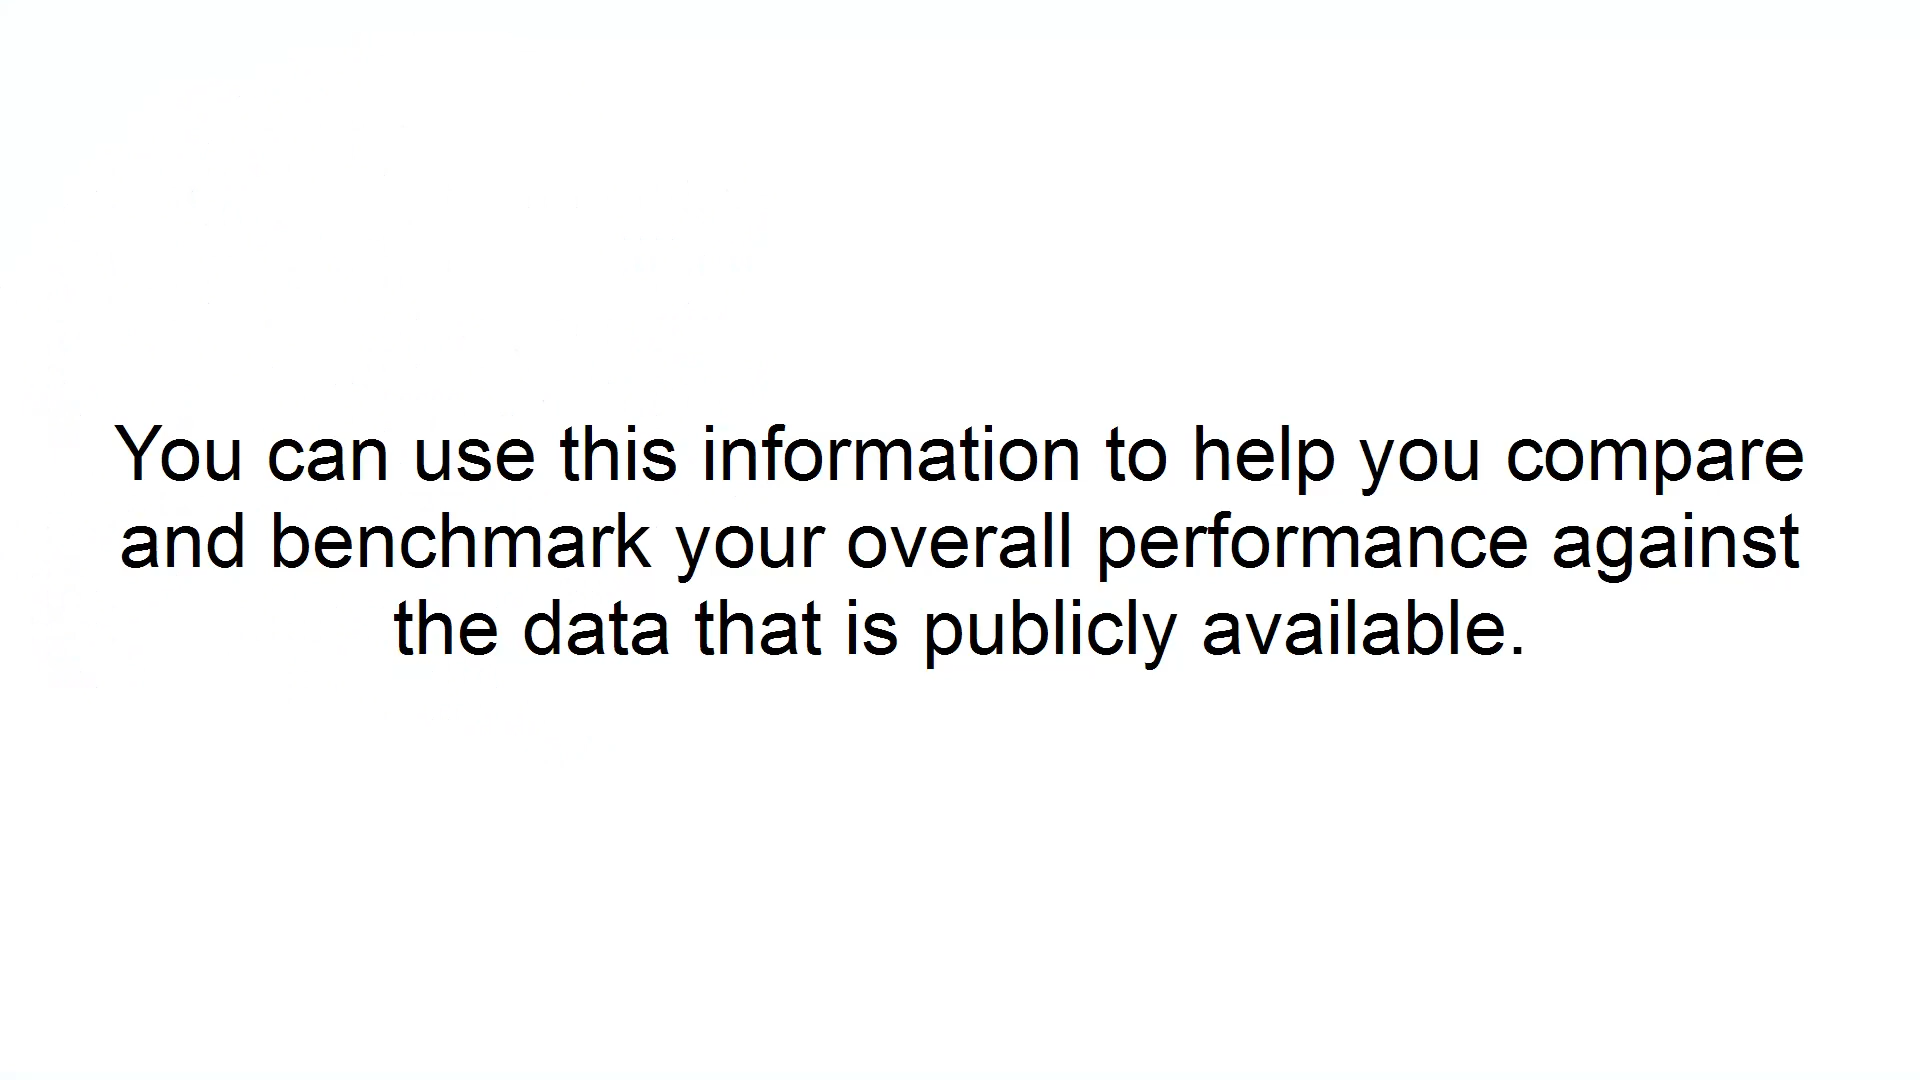 You can use this information to help you compare
and benchmark your overall performance against
the data that is publicly available.